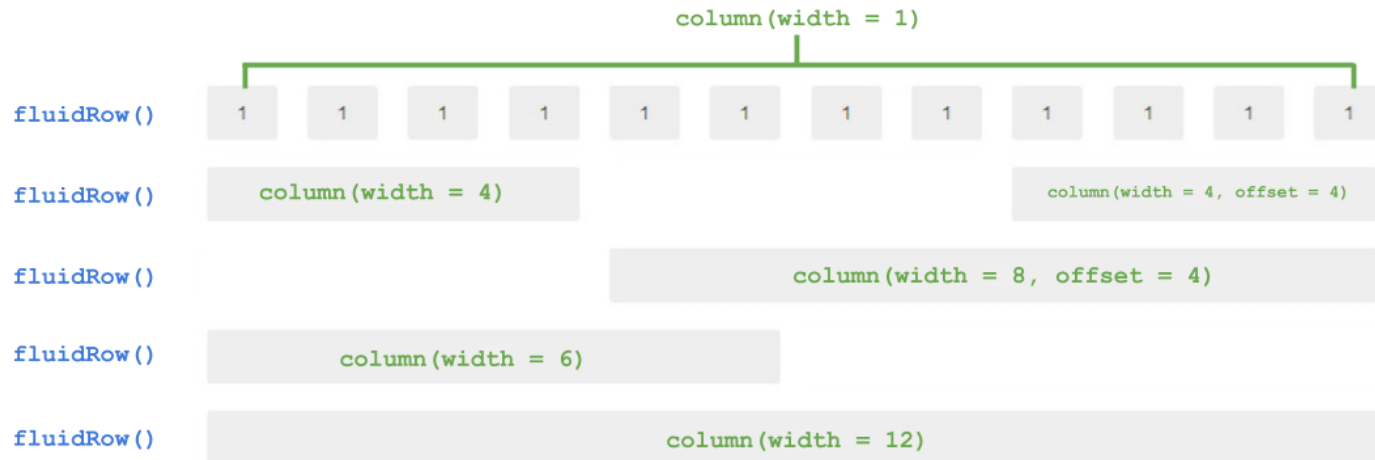 column(width = 1)
fluidRow() 1 1 1 1 1 1 1 1 1 1 1 1
fluidRow() column(width = 4) column(width = 4, offset = 4)
fluidRow() column(width = 8, offset = 4)
fluidRow() column(width = 6)
fluidRow() column(width = 12)